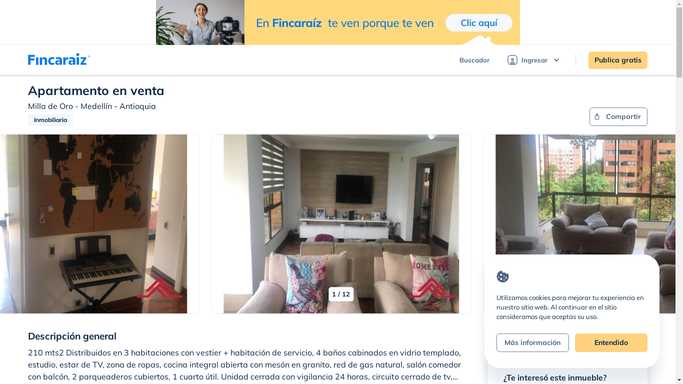 En Fincaraíz te ven porque te ven
Clic aquí
Fincaraíz
Buscador
Ingresar
Publica gratis
Apartamento en venta
Milla de Oro - Medellín - Antioquia
Inmobiliaria
Compartir
1 / 12
Utilizamos cookies para mejorar tu experiencia en
nuestro sitio web. Al continuar en el sitio
consideramos que aceptas su uso.
Más información
Entendido
Descripción general
210 mts2 Distribuidos en 3 habitaciones con vestier + habitación de servicio, 4 baños cabinados en vidrio templado,
estudio, estar de TV, zona de ropas, cocina integral abierta con mesón en granito, red de gas natural, salón comedor
con balcón, 2 parqueaderos cubiertos, 1 cuarto útil. Unidad cerrada con vigilancia 24 horas, circuito cerrado de tv,...
¿Te interesó este inmueble?